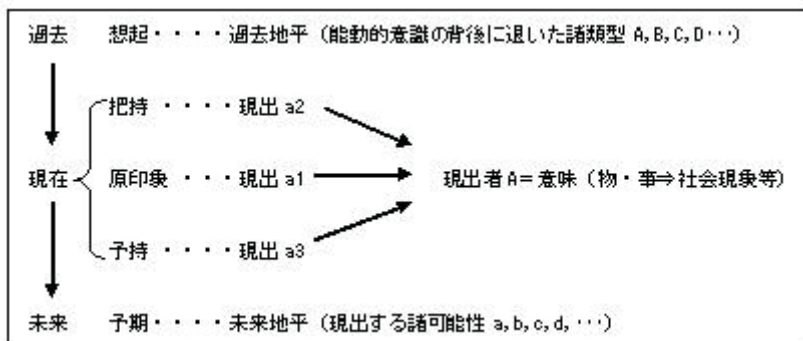 過去 想起・・・・過去地平（能動的意識の背後に退いた諸類型 A,B,C,D…）
把持・・・・現出 a2
現在 原印象・・・現出 a1 現出者 A＝意味（物・事⇒社会現象等）
予持・・・・現出 a3
未来 予期・・・・未来地平（現出する諸可能性 a,b,c,d,…）